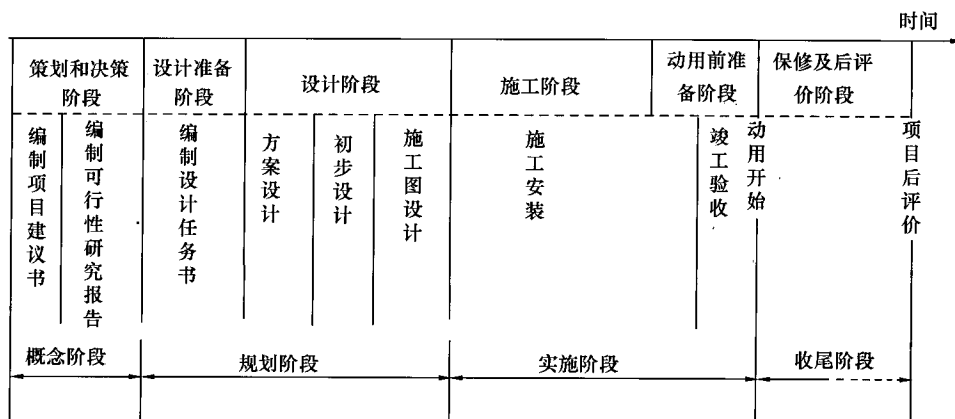 时间
策划和决策
阶段
设计准备
阶段
设计阶段
施工阶段
动用前准
备阶段
保修及后评
价阶段
编制项目建议书
编制可行性研究报告
编制设计任务书
方案设计
初步设计
施工图设计
施工安装
竣工验收
动用开始
项目后评价
概念阶段
规划阶段
实施阶段
收尾阶段